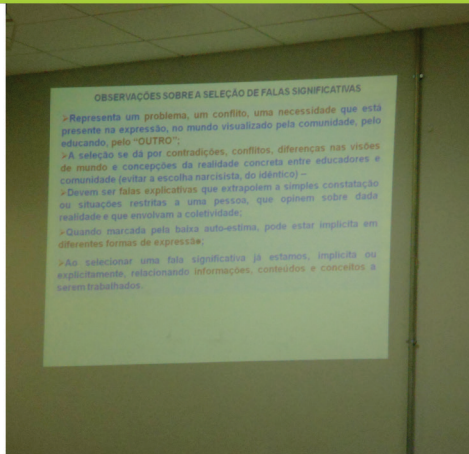 OBSERVAÇÕES SOBRE A SELEÇÃO DE FALAS SIGNIFICATIVAS
➢Representa um problema, um conflito, uma necessidade que está
presente na expressão, no mundo visualizado pela comunidade, pelo
educando, pelo “OUTRO”;
➢A seleção se dá por contradições, conflitos, diferenças nas visões
de mundo e concepções da realidade concreta entre educadores e
comunidade (evitar a escolha narcisista, do idêntico) –
➢Devem ser falas explicativas que extrapolem a simples constatação
ou situações restritas a uma pessoa, que opinem sobre dada
realidade e que envolvam a coletividade;
➢Quando marcada pela baixa auto-estima, pode estar implícita em
diferentes formas de expressão;
➢Ao selecionar uma fala significativa já estamos, implícita ou
explicitamente, relacionando informações, conteúdos e conceitos a
serem trabalhados.